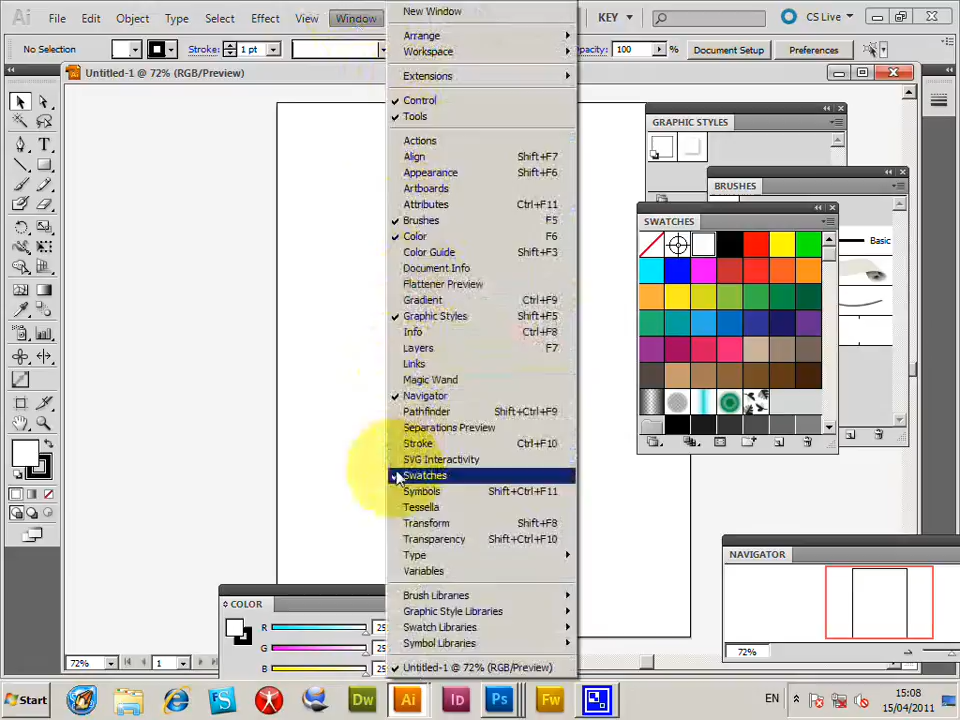 Ai File Edit Object Type Select Effect View Window KEY CS Live
No Selection Stroke: 1 pt Opacity: 100 % Document Setup Preferences
Untitled-1 @ 72% (RGB/Preview)
New Window
Arrange
Workspace
Extensions
Control
Tools
Actions
Align Shift+F7
Appearance Shift+F6
Artboards
Attributes Ctrl+F11
Brushes F5
Color F6
Color Guide Shift+F3
Document Info
Flattener Preview
Gradient Ctrl+F9
Graphic Styles Shift+F5
Info Ctrl+F8
Layers F7
Links
Magic Wand
Navigator
Pathfinder Shift+Ctrl+F9
Separations Preview
Stroke Ctrl+F10
SVG Interactivity
Swatches
Symbols Shift+Ctrl+F11
Tessella
Transform Shift+F8
Transparency Shift+Ctrl+F10
Type
Variables
Brush Libraries
Graphic Style Libraries
Swatch Libraries
Symbol Libraries
Untitled-1 @ 72% (RGB/Preview)
GRAPHIC STYLES
BRUSHES
SWATCHES
Basic
NAVIGATOR
72%
COLOR
R 25
G 25
B 25
72% 1
Start Dw Ai Id Ps Fw EN 15:08
15/04/2011